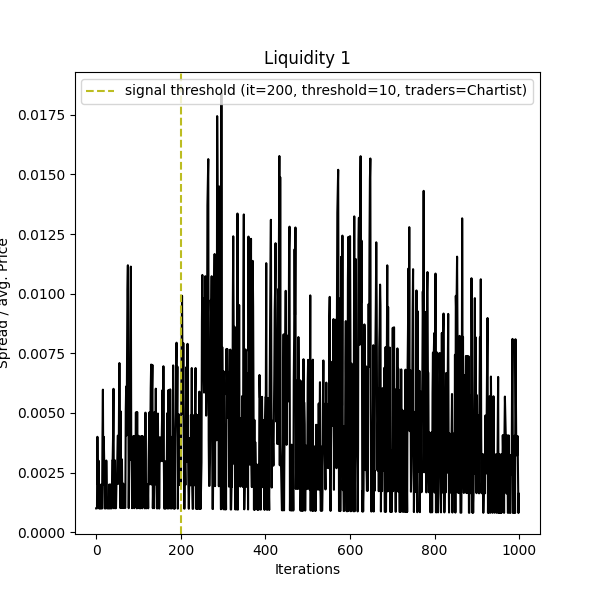 Liquidity 1
signal threshold (it=200, threshold=10, traders=Chartist)
0.0175
0.0150
0.0125
0.0100
0.0075
0.0050
0.0025
0.0000
Spread / avg. Price
0 200 400 600 800 1000
Iterations